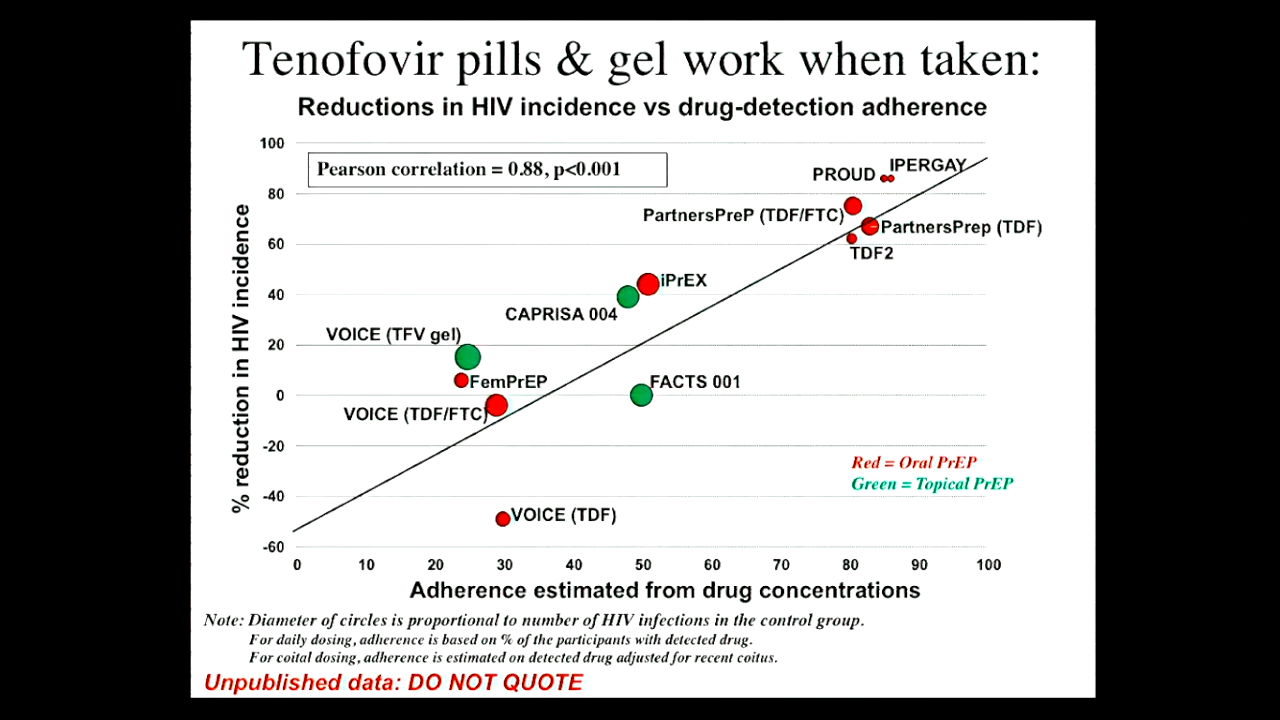 Tenofovir pills & gel work when taken:
Reductions in HIV incidence vs drug-detection adherence
Pearson correlation = 0.88, p<0.001
% reduction in HIV incidence
100
80
60
40
20
0
-20
-40
-60
PROUD
IPERGAY
PartnersPreP (TDF/FTC)
PartnersPrep (TDF)
TDF2
iPrEX
CAPRISA 004
VOICE (TFV gel)
FemPrEP
FACTS 001
VOICE (TDF/FTC)
Red = Oral PrEP
Green = Topical PrEP
VOICE (TDF)
0 10 20 30 40 50 60 70 80 90 100
Adherence estimated from drug concentrations
Note: Diameter of circles is proportional to number of HIV infections in the control group.
For daily dosing, adherence is based on % of the participants with detected drug.
For coital dosing, adherence is estimated on detected drug adjusted for recent coitus.
Unpublished data: DO NOT QUOTE